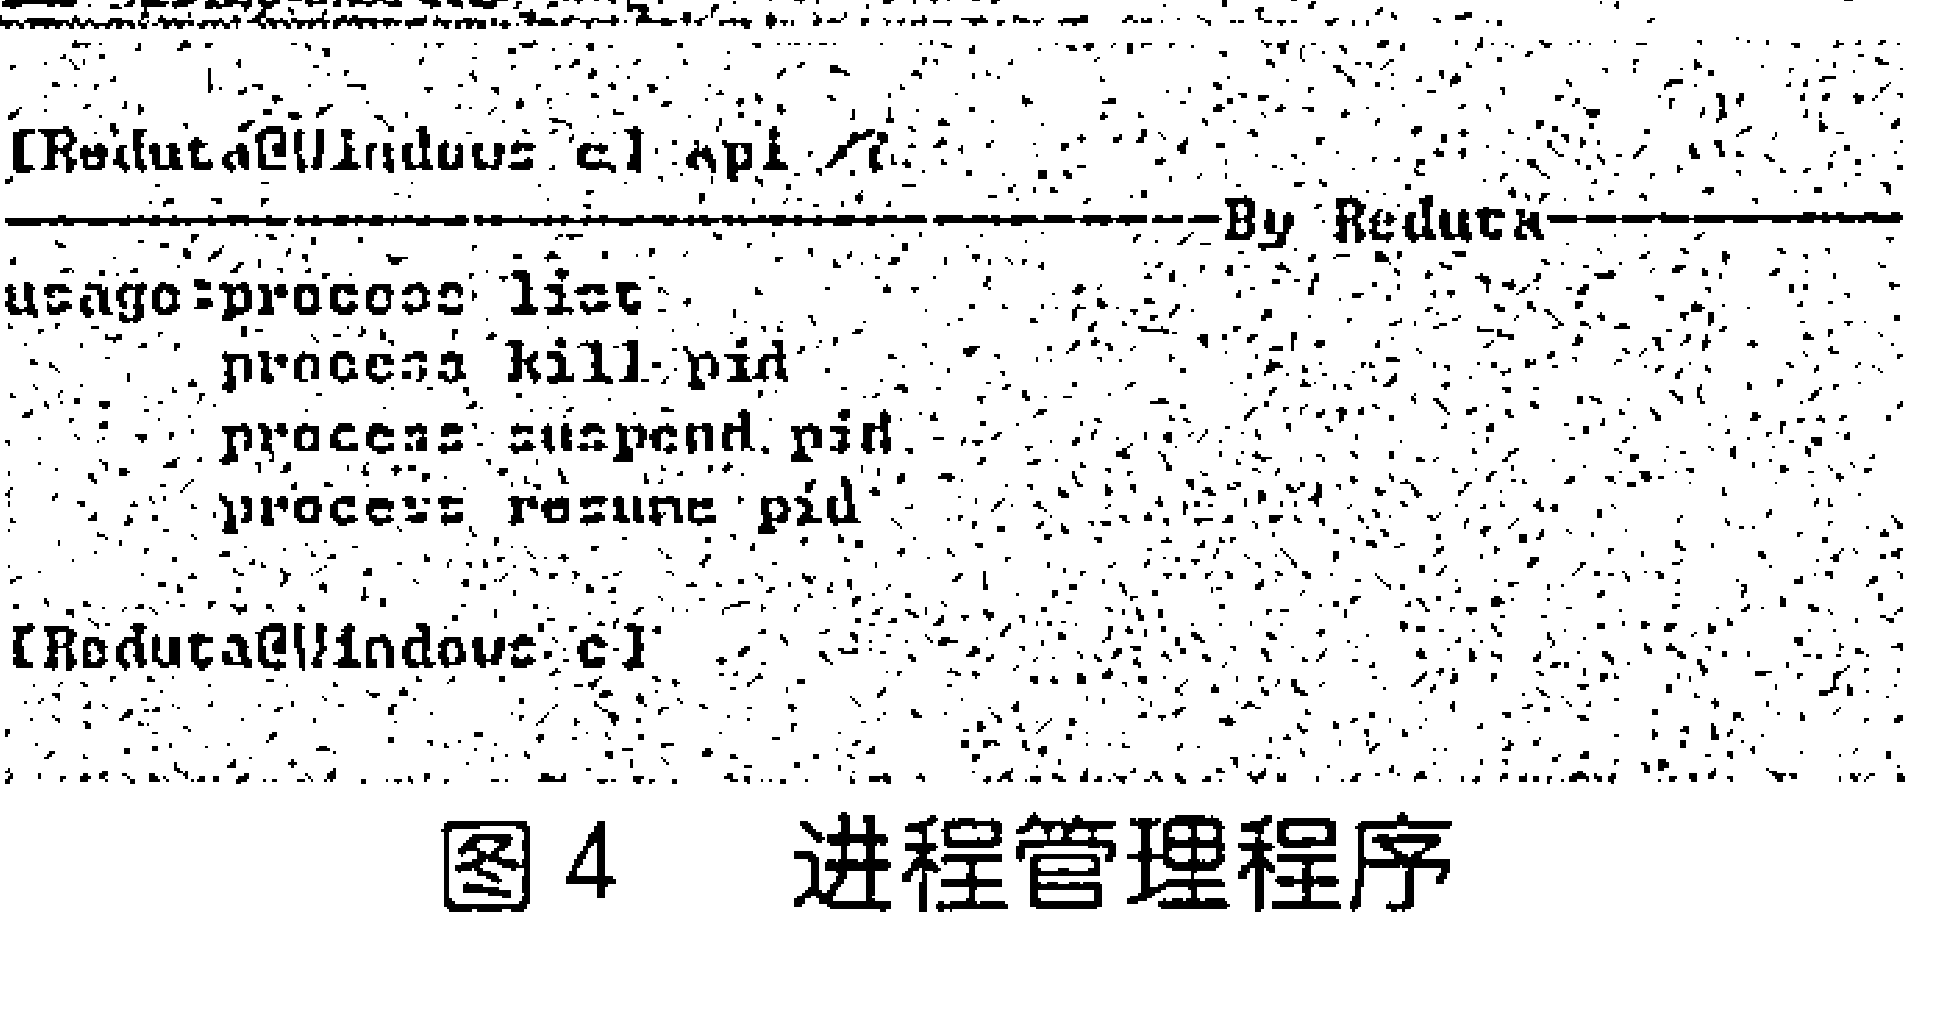 [Reduta@Windows c] api /?
By Reduta
usage:process list
process kill pid
process suspend pid
process resume pid
[Reduta@Windows c]
图4 进程管理程序